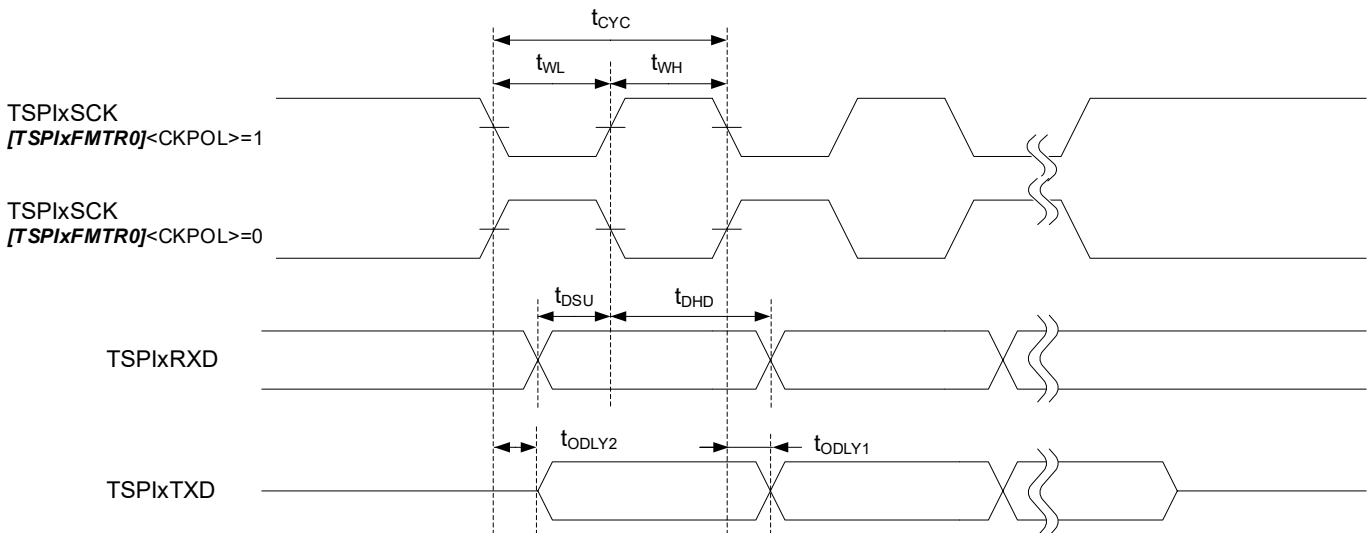 tCYC
tWL tWH
TSPIxSCK
[TSPIxFMTR0]<CKPOL>=1
TSPIxSCK
[TSPIxFMTR0]<CKPOL>=0
tDSU tDHD
TSPIxRXD
tODLY2 tODLY1
TSPIxTXD